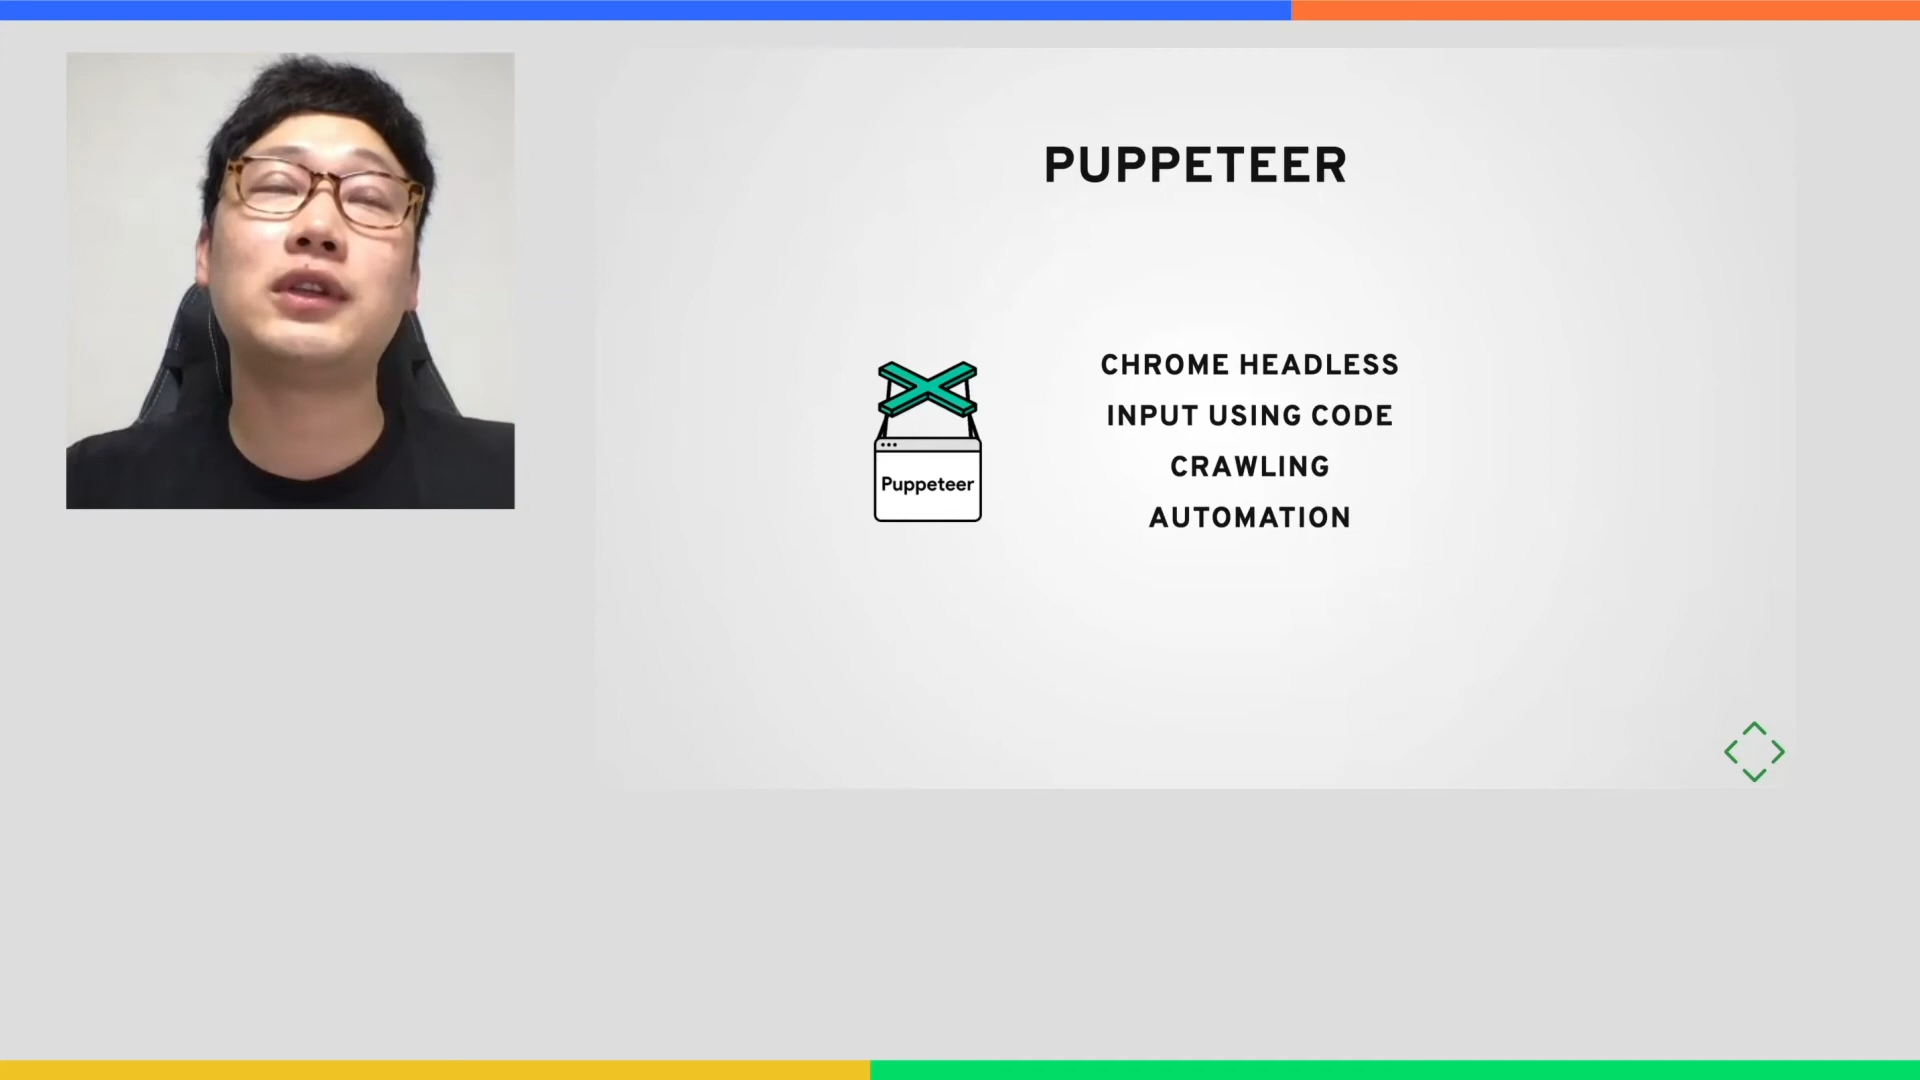 PUPPETEER
Puppeteer
CHROME HEADLESS
INPUT USING CODE
CRAWLING
AUTOMATION